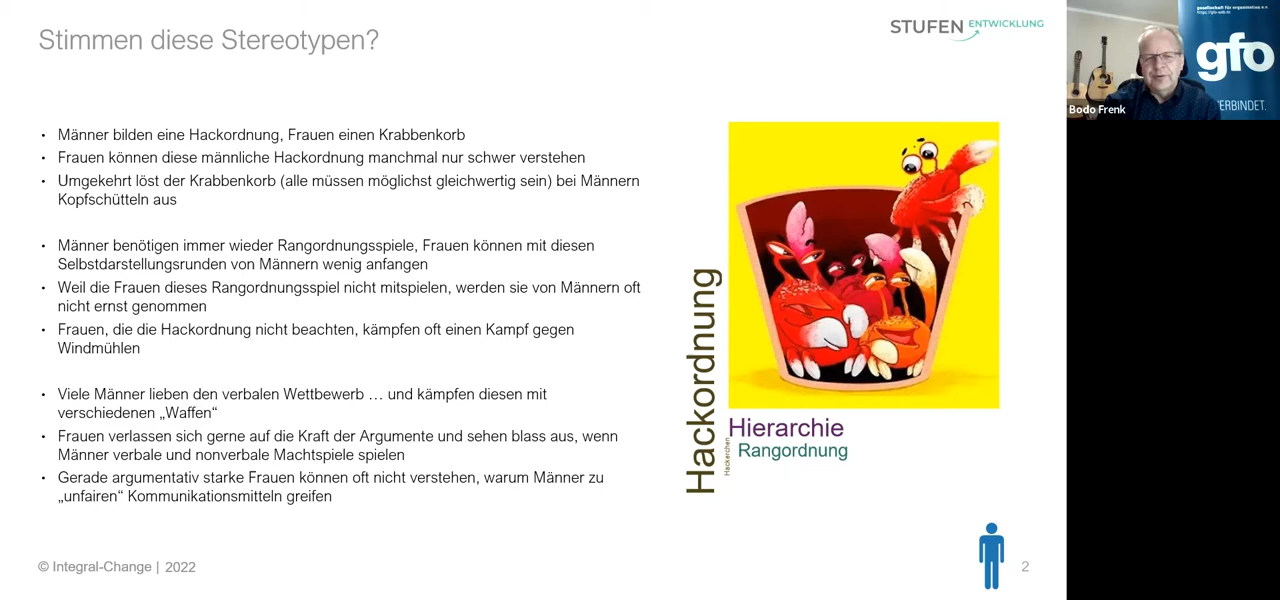 Stimmen diese Stereotypen?
STUFEN ENTWICKLUNG
• Männer bilden eine Hackordnung, Frauen einen Krabbenkorb
• Frauen können diese männliche Hackordnung manchmal nur schwer verstehen
• Umgekehrt löst der Krabbenkorb (alle müssen möglichst gleichwertig sein) bei Männern
Kopfschütteln aus
• Männer benötigen immer wieder Rangordnungsspiele, Frauen können mit diesen
Selbstdarstellungsrunden von Männern wenig anfangen
• Weil die Frauen dieses Rangordnungsspiel nicht mitspielen, werden sie von Männern oft
nicht ernst genommen
• Frauen, die die Hackordnung nicht beachten, kämpfen oft einen Kampf gegen
Windmühlen
• Viele Männer lieben den verbalen Wettbewerb … und kämpfen diesen mit
verschiedenen „Waffen“
• Frauen verlassen sich gerne auf die Kraft der Argumente und sehen blass aus, wenn
Männer verbale und nonverbale Machtspiele spielen
• Gerade argumentativ starke Frauen können oft nicht verstehen, warum Männer zu
„unfairen“ Kommunikationsmitteln greifen
Hackordnung
Hierarchie
Rangordnung
© Integral-Change | 2022
2
gesellschaft für organisation e.v.
gfo
VERBINDET.
Bodo Frenk